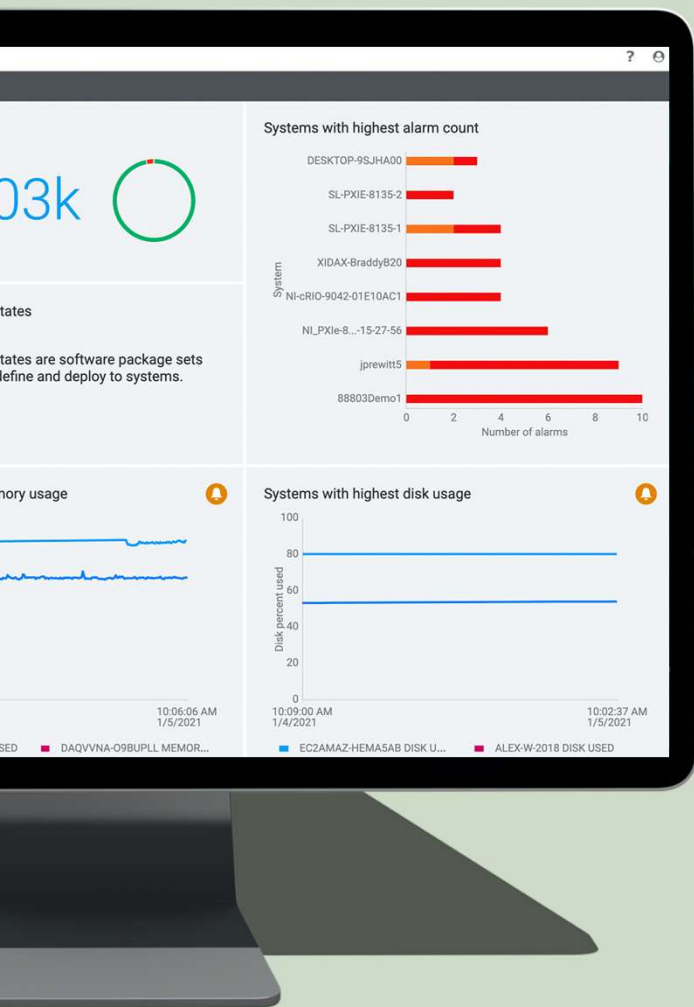 ?
03k
tates
tates are software package sets
define and deploy to systems.
Systems with highest alarm count
System
DESKTOP-9SJHA00
SL-PXIE-8135-2
SL-PXIE-8135-1
XIDAX-BraddyB20
NI-cRIO-9042-01E10AC1
NI_PXIe-8...-15-27-56
jprewitt5
88803Demo1
0 2 4 6 8 10
Number of alarms
mory usage
10:06:06 AM
1/5/2021
SED DAQVVNA-O9BUPLL MEMOR...
Systems with highest disk usage
Disk percent used
100
80
60
40
20
0
10:09:00 AM 10:02:37 AM
1/4/2021 1/5/2021
EC2AMAZ-HEMA5AB DISK U... ALEX-W-2018 DISK USED